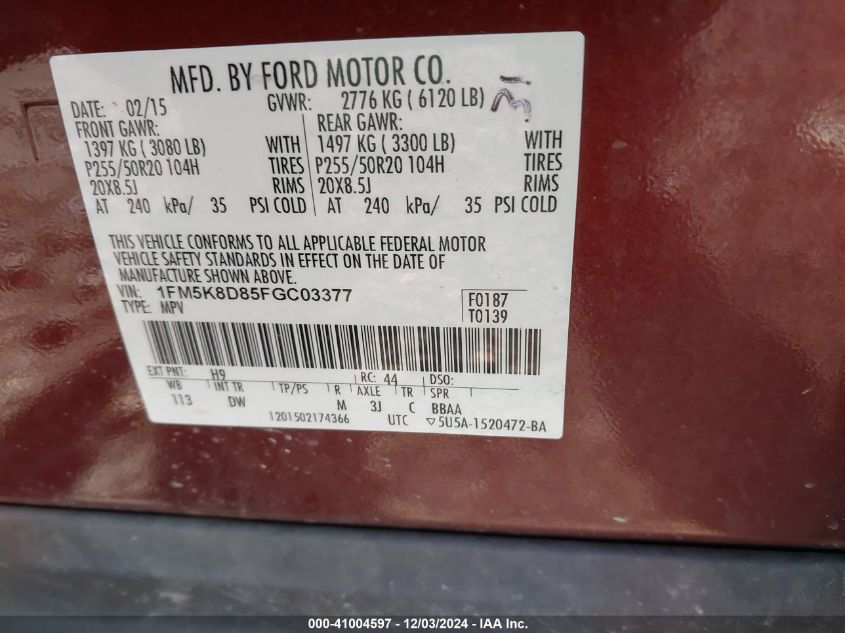 MFD. BY FORD MOTOR CO.
DATE: 02/15 GVWR: 2776 KG ( 6120 LB)
FRONT GAWR: REAR GAWR:
1397 KG ( 3080 LB) WITH 1497 KG ( 3300 LB) WITH
P255/50R20 104H TIRES P255/50R20 104H TIRES
20X8.5J RIMS 20X8.5J RIMS
AT 240 kPa/ 35 PSI COLD AT 240 kPa/ 35 PSI COLD
THIS VEHICLE CONFORMS TO ALL APPLICABLE FEDERAL MOTOR
VEHICLE SAFETY STANDARDS IN EFFECT ON THE DATE OF
MANUFACTURE SHOWN ABOVE.
VIN: 1FM5K8D85FGC03377 F0187
TYPE: MPV T0139
EXT PNT: H9 RC: 44 DSO:
WB INT TR TP/PS R AXLE TR SPR
113 DW M 3J C BBAA
1201502174366 UTC ▽5U5A-1520472-BA
000-41004597 - 12/03/2024 - IAA Inc.